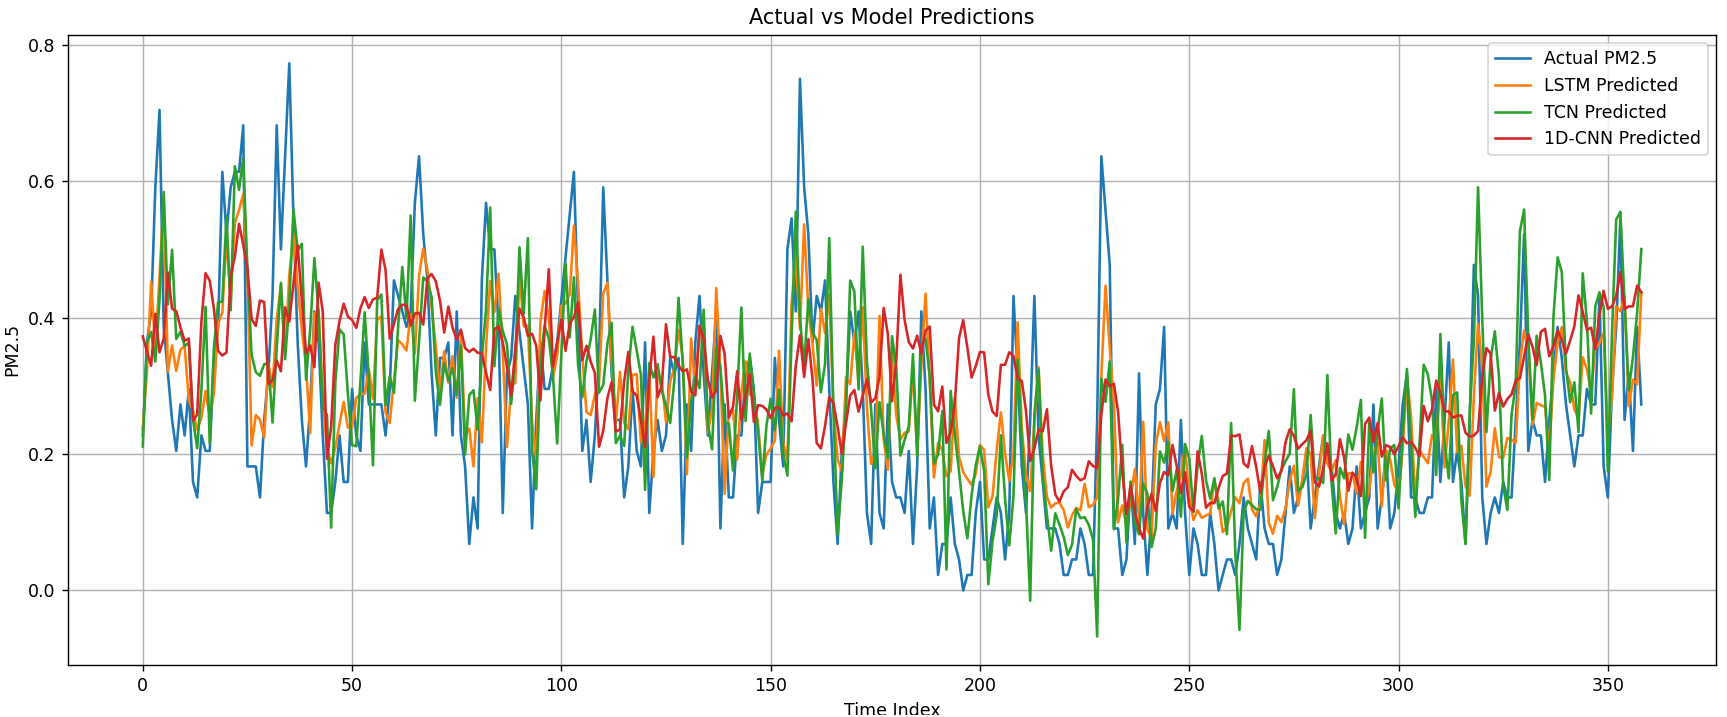 Actual vs Model Predictions
Actual PM2.5
LSTM Predicted
TCN Predicted
1D-CNN Predicted
PM2.5
0.8
0.6
0.4
0.2
0.0
0 50 100 150 200 250 300 350
Time Index